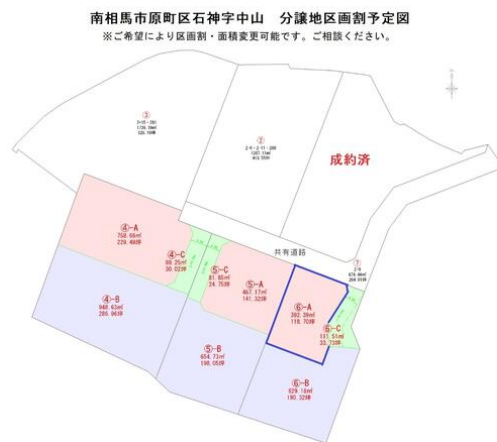 南相馬市原町区石神字中山　分譲地区画割予定図
※ご希望により区画割・面積変更可能です。ご相談ください。
③
②
成約済
共有道路
⑦
④-A
758.66㎡
229.49坪
④-C
99.25㎡
30.02坪
⑤-C
81.85㎡
24.75坪
⑤-A
467.17㎡
141.32坪
⑥-A
392.39㎡
118.70坪
⑥-C
111.51㎡
33.73坪
④-B
948.63㎡
286.96坪
⑤-B
654.73㎡
198.05坪
⑥-B
629.16㎡
190.32坪